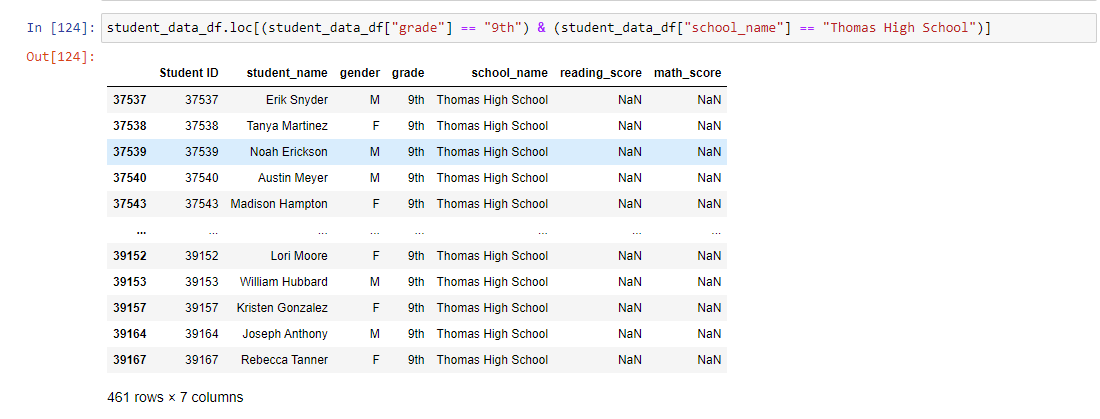 In [124]: student_data_df.loc[(student_data_df["grade"] == "9th") & (student_data_df["school_name"] == "Thomas High School")]
Out[124]:
Student ID student_name gender grade school_name reading_score math_score
37537 37537 Erik Snyder M 9th Thomas High School NaN NaN
37538 37538 Tanya Martinez F 9th Thomas High School NaN NaN
37539 37539 Noah Erickson M 9th Thomas High School NaN NaN
37540 37540 Austin Meyer M 9th Thomas High School NaN NaN
37543 37543 Madison Hampton F 9th Thomas High School NaN NaN
... ... ... ... ... ... ... ...
39152 39152 Lori Moore F 9th Thomas High School NaN NaN
39153 39153 William Hubbard M 9th Thomas High School NaN NaN
39157 39157 Kristen Gonzalez F 9th Thomas High School NaN NaN
39164 39164 Joseph Anthony M 9th Thomas High School NaN NaN
39167 39167 Rebecca Tanner F 9th Thomas High School NaN NaN
461 rows × 7 columns